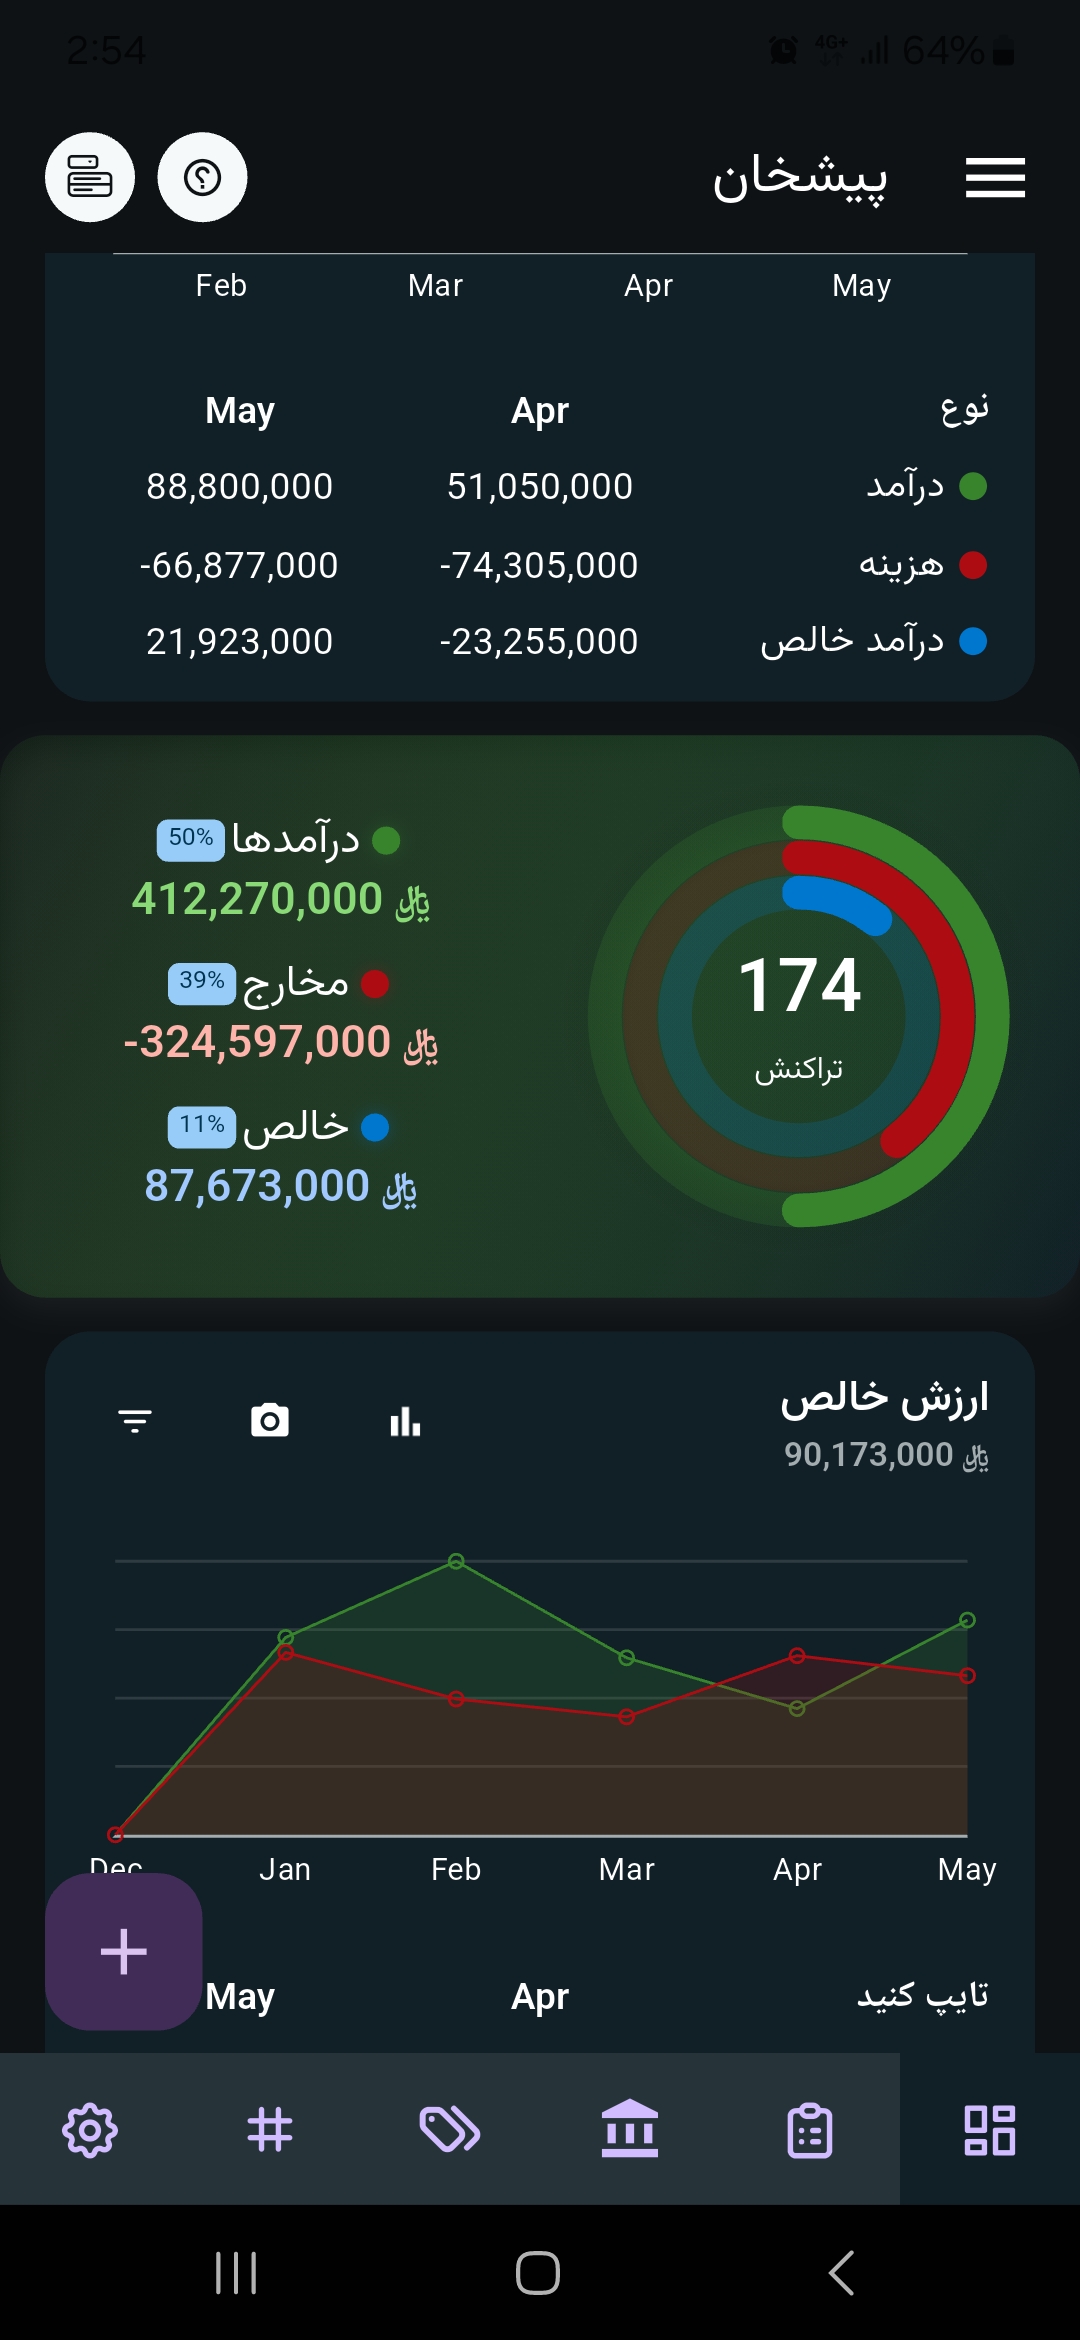 2:54 4G+ 64%
پیشخان
Feb Mar Apr May
نوع Apr May
درآمد 51,050,000 88,800,000
هزینه -74,305,000 -66,877,000
درآمد خالص -23,255,000 21,923,000
درآمدها 50%
﷼ 412,270,000
مخارج 39%
﷼ -324,597,000
خالص 11%
﷼ 87,673,000
174
تراکنش
ارزش خالص
﷼ 90,173,000
Dec Jan Feb Mar Apr May
تایپ کنید Apr May